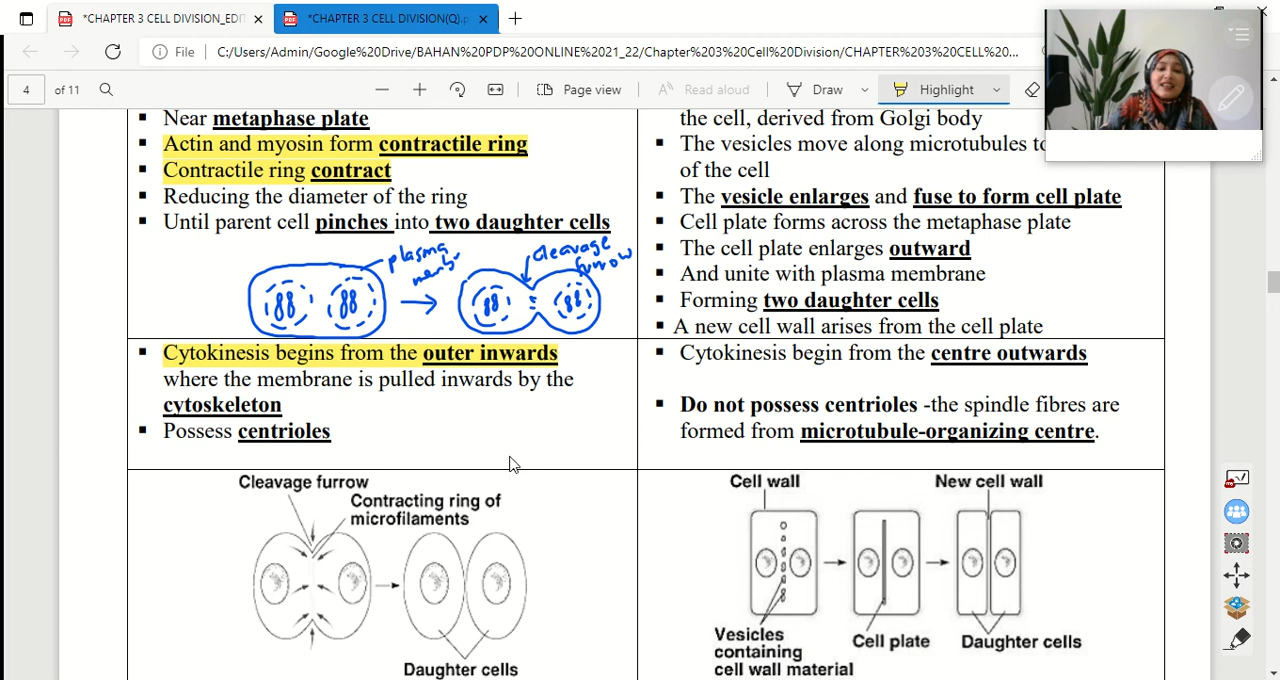 *CHAPTER 3 CELL DIVISION_EDI
*CHAPTER 3 CELL DIVISION(Q).p
File
C:/Users/Admin/Google%20Drive/BAHAN%20PDP%20ONLINE%202021_22/Chapter%203%20Cell%20Division/CHAPTER%203%20CELL%20...
4 of 11
Page view
Read aloud
Draw
Highlight
▪ Near metaphase plate
▪ Actin and myosin form contractile ring
▪ Contractile ring contract
▪ Reducing the diameter of the ring
▪ Until parent cell pinches into two daughter cells
plasma
cleavage
furrow
▪ Cytokinesis begins from the outer inwards
where the membrane is pulled inwards by the
cytoskeleton
▪ Possess centrioles
Cleavage furrow
Contracting ring of
microfilaments
Daughter cells
the cell, derived from Golgi body
▪ The vesicles move along microtubules
of the cell
▪ The vesicle enlarges and fuse to form cell plate
▪ Cell plate forms across the metaphase plate
▪ The cell plate enlarges outward
▪ And unite with plasma membrane
▪ Forming two daughter cells
▪ A new cell wall arises from the cell plate
▪ Cytokinesis begin from the centre outwards
▪ Do not possess centrioles -the spindle fibres are
formed from microtubule-organizing centre.
Cell wall
New cell wall
Vesicles
containing
cell wall material
Cell plate
Daughter cells